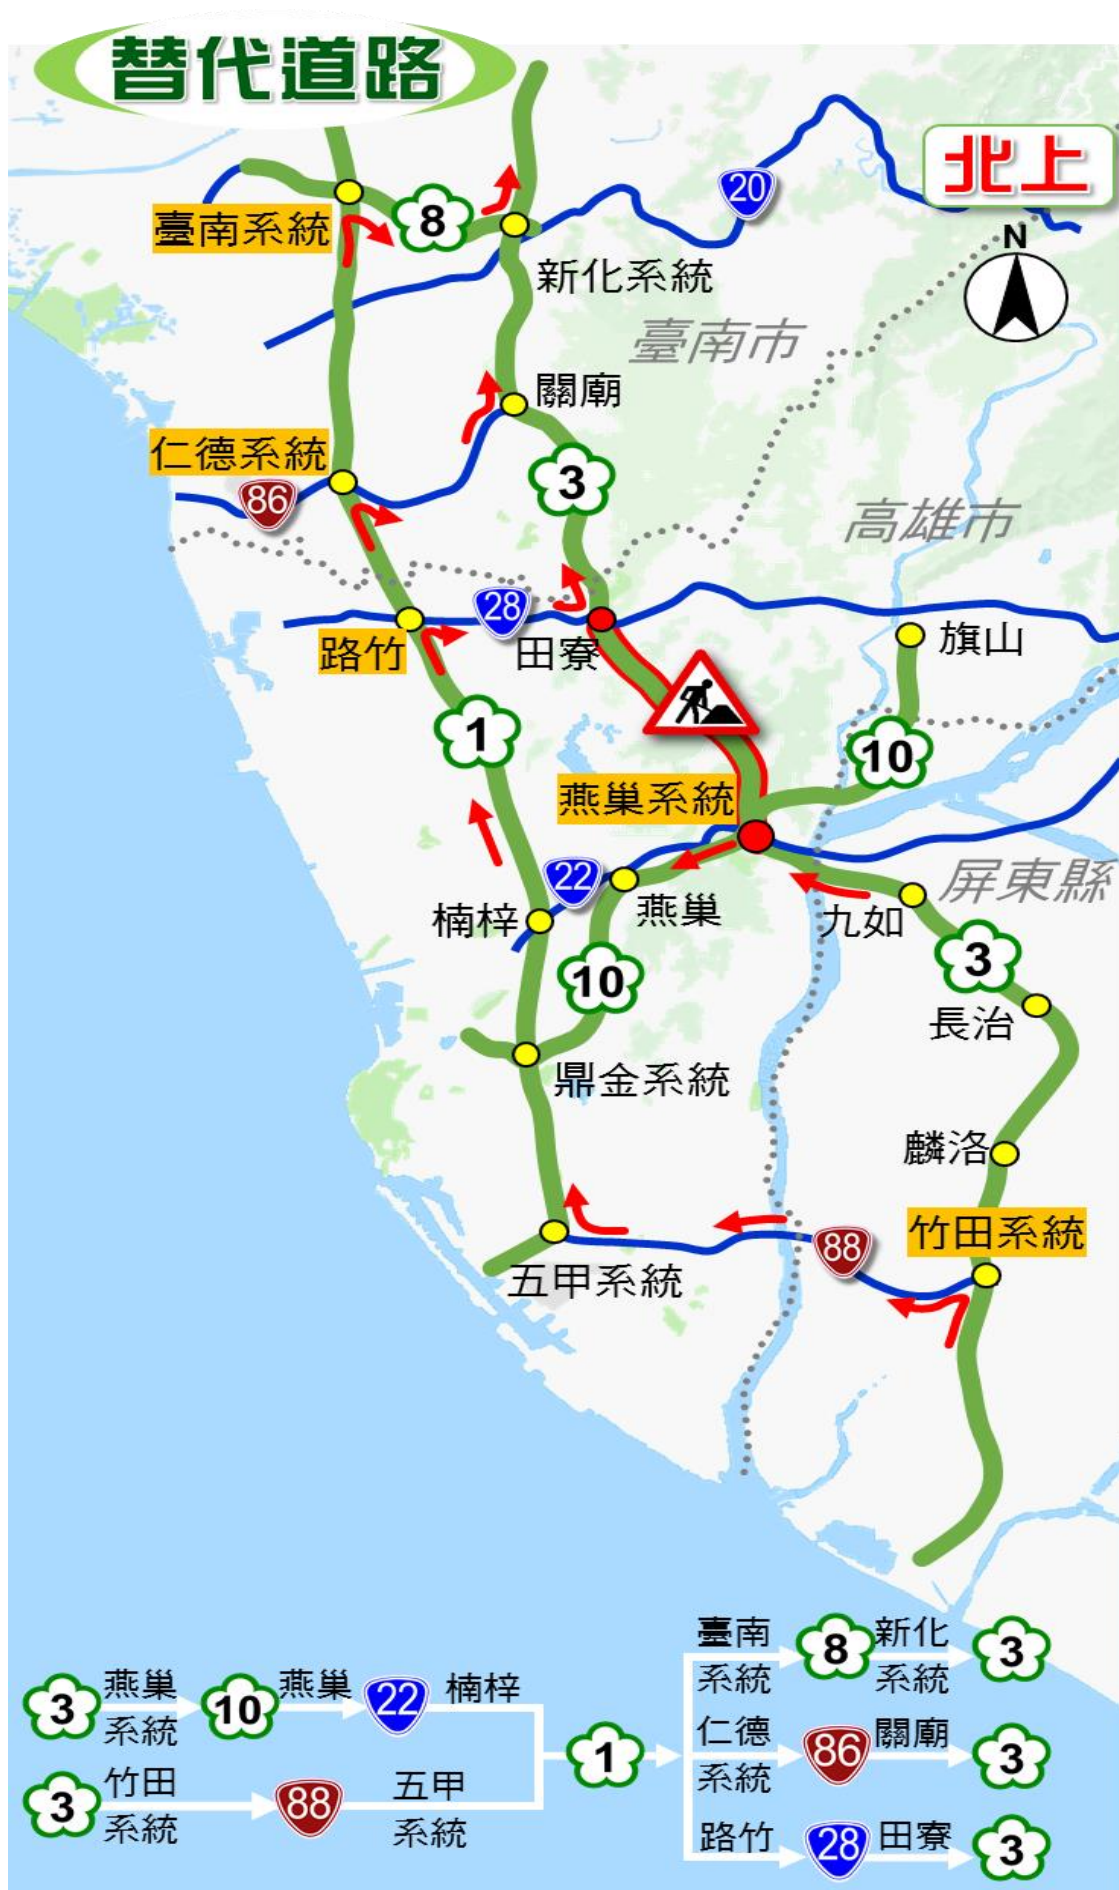 替代道路
北上
N
20
8
臺南系統
新化系統
臺南市
關廟
仁德系統
86
3
高雄市
28
路竹
田寮
旗山
1
10
燕巢系統
22
燕巢
屏東縣
楠梓
九如
10
3
長治
鼎金系統
麟洛
竹田系統
88
五甲系統
3
燕巢
系統
10
燕巢
22
楠梓
3
竹田
系統
88
五甲
系統
1
臺南
系統
8
新化
系統
3
仁德
系統
86
關廟
3
路竹
28
田寮
3